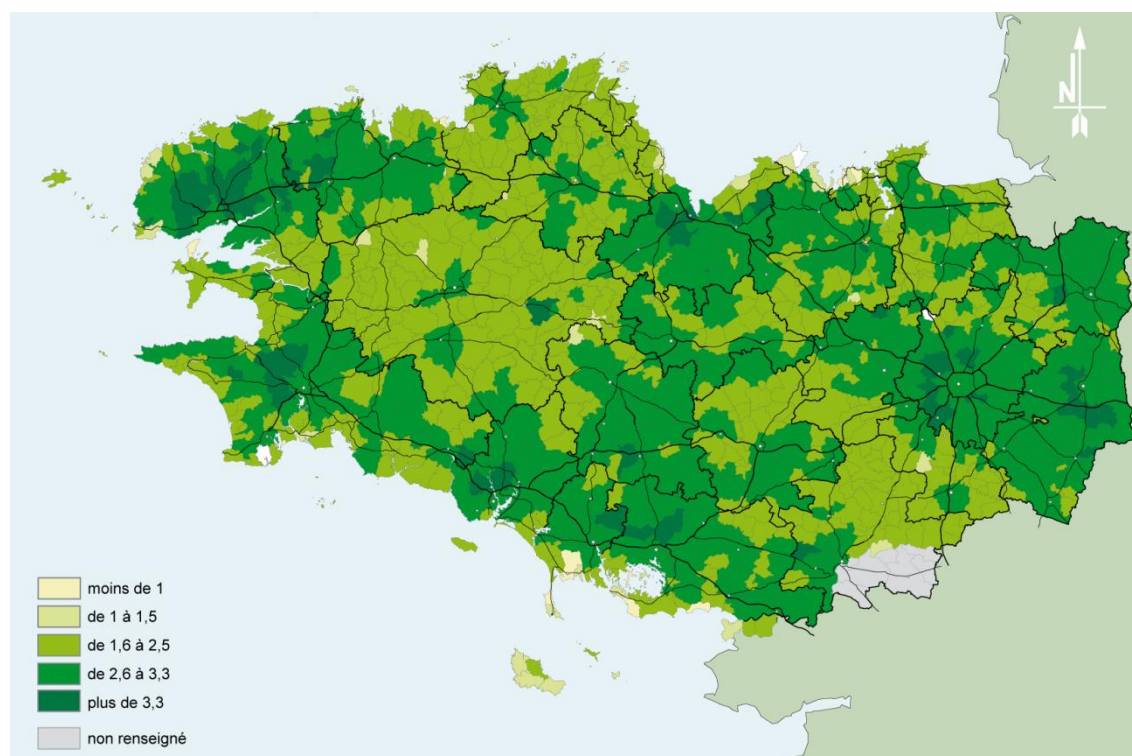 N
moins de 1
de 1 à 1,5
de 1,6 à 2,5
de 2,6 à 3,3
plus de 3,3
non renseigné